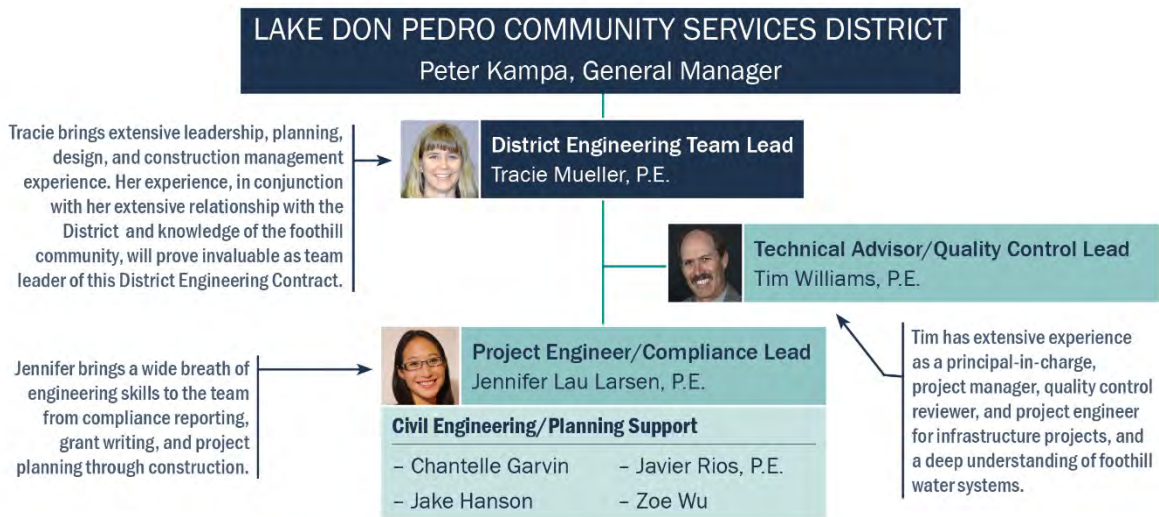 LAKE DON PEDRO COMMUNITY SERVICES DISTRICT
Peter Kampa, General Manager
Tracie brings extensive leadership, planning,
design, and construction management
experience. Her experience, in conjunction
with her extensive relationship with the
District and knowledge of the foothill
community, will prove invaluable as team
leader of this District Engineering Contract.
District Engineering Team Lead
Tracie Mueller, P.E.
Technical Advisor/Quality Control Lead
Tim Williams, P.E.
Jennifer brings a wide breath of
engineering skills to the team
from compliance reporting,
grant writing, and project
planning through construction.
Project Engineer/Compliance Lead
Jennifer Lau Larsen, P.E.
Civil Engineering/Planning Support
– Chantelle Garvin – Javier Rios, P.E.
– Jake Hanson – Zoe Wu
Tim has extensive experience
as a principal-in-charge,
project manager, quality control
reviewer, and project engineer
for infrastructure projects, and
a deep understanding of foothill
water systems.